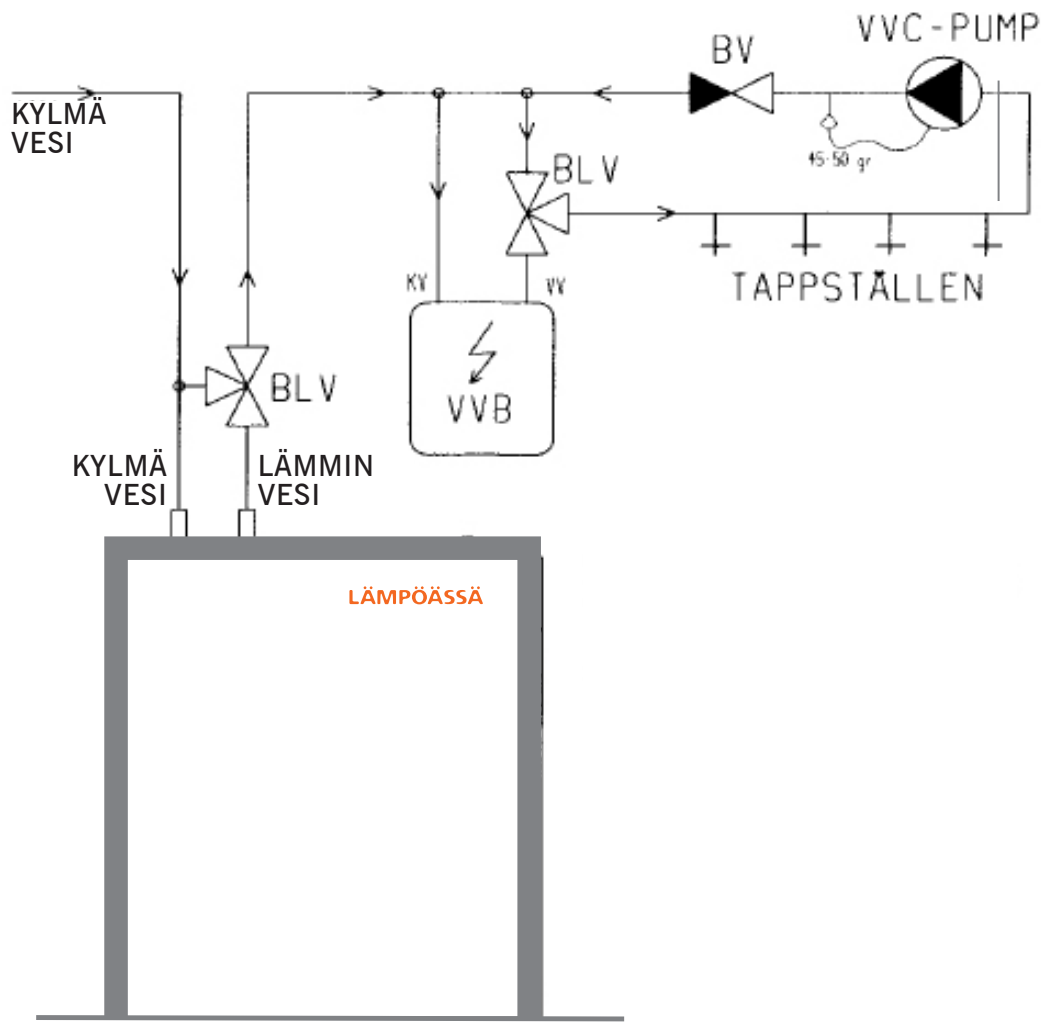 VVC-PUMP
BV
KYLMÄ
VESI
45-50 gr
BLV
TAPPSTÄLLEN
KV
VV
VVB
BLV
KYLMÄ
VESI
LÄMMIN
VESI
LÄMPÖÄSSÄ